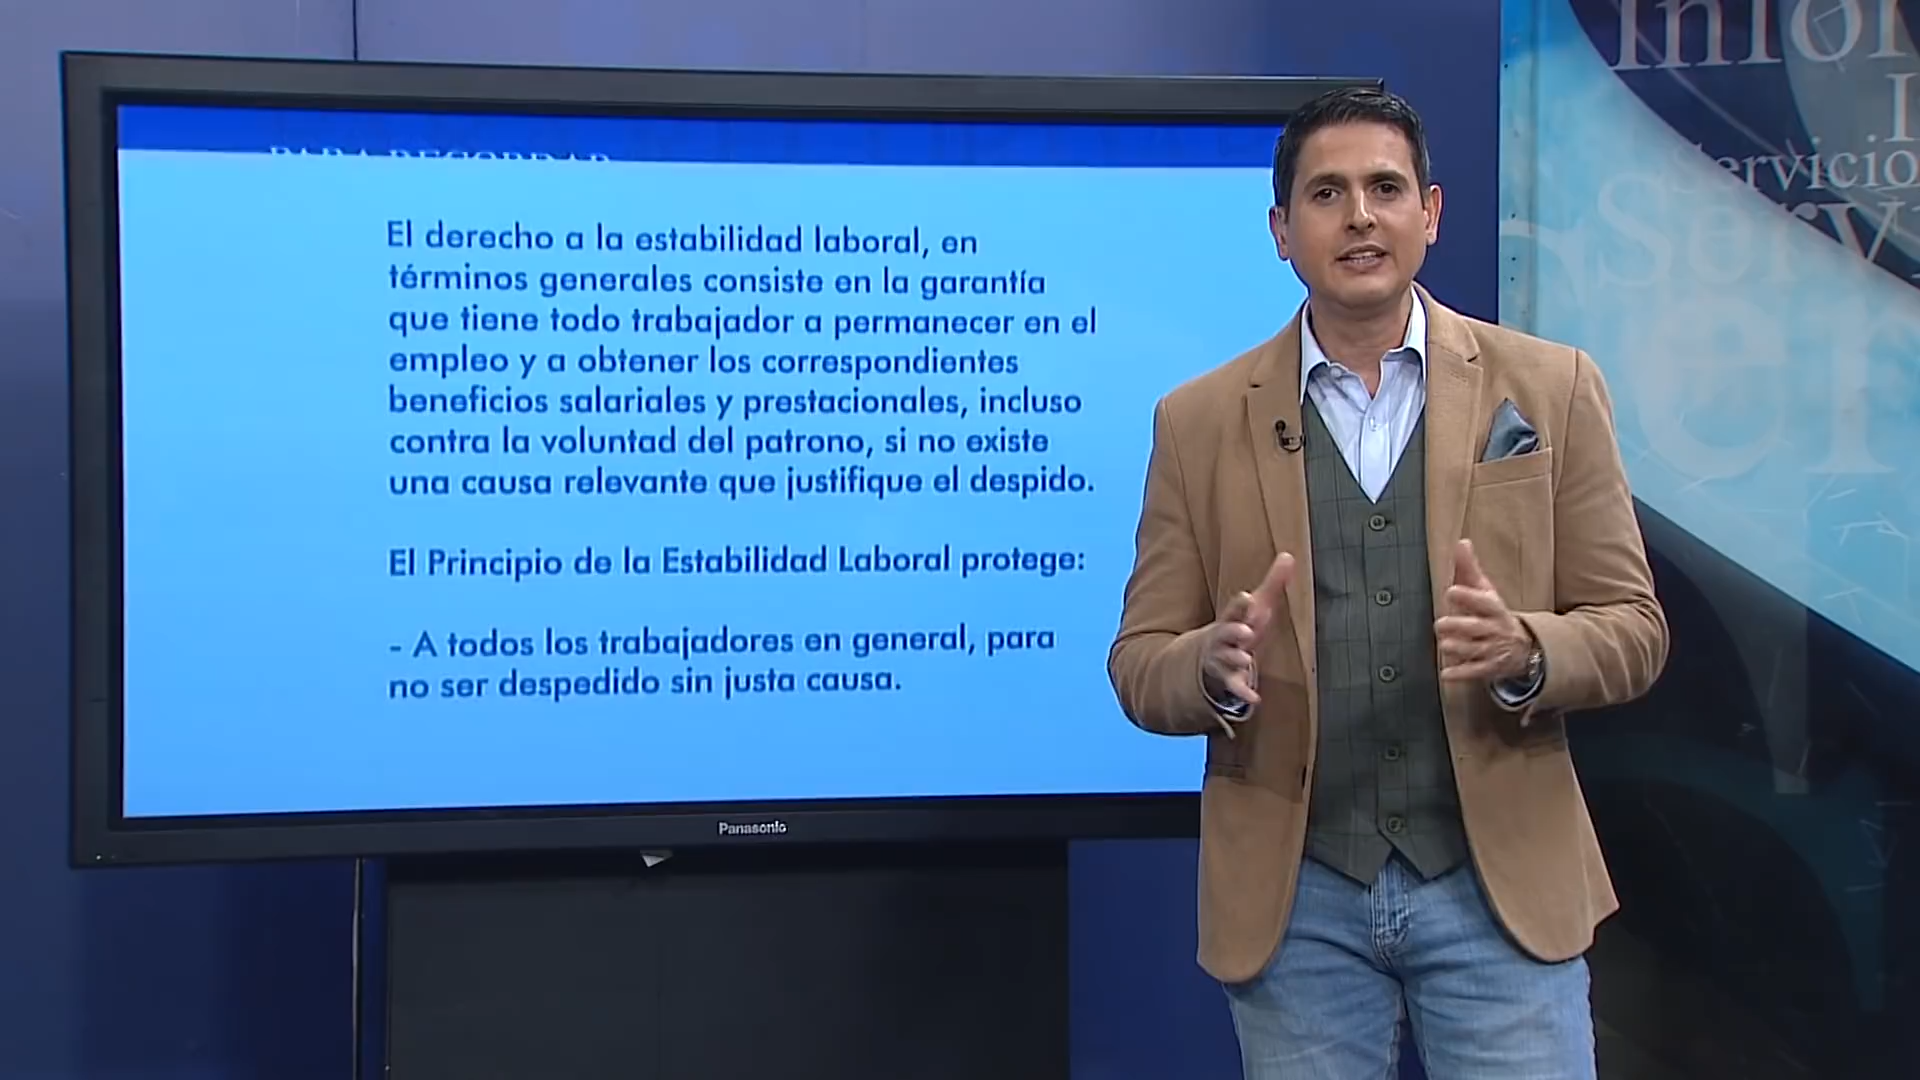 El derecho a la estabilidad laboral, en
términos generales consiste en la garantía
que tiene todo trabajador a permanecer en el
empleo y a obtener los correspondientes
beneficios salariales y prestacionales, incluso
contra la voluntad del patrono, si no existe
una causa relevante que justifique el despido.
El Principio de la Estabilidad Laboral protege:
- A todos los trabajadores en general, para
no ser despedido sin justa causa.
Panasonic